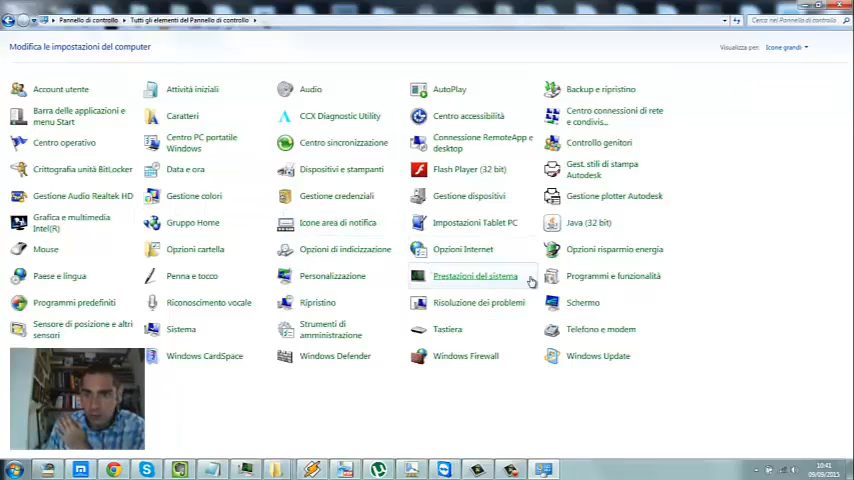 Pannello di controllo ▸ Tutti gli elementi del Pannello di controllo ▸
Cerca nel Pannello di controllo
Modifica le impostazioni del computer
Visualizza per: Icone grandi
Account utente
Attività iniziali
Audio
AutoPlay
Backup e ripristino
Barra delle applicazioni e
menu Start
Caratteri
CCX Diagnostic Utility
Centro accessibilità
Centro connessioni di rete
e condivis...
Centro operativo
Centro PC portatile
Windows
Centro sincronizzazione
Connessione RemoteApp e
desktop
Controllo genitori
Crittografia unità BitLocker
Data e ora
Dispositivi e stampanti
Flash Player (32 bit)
Gest. stili di stampa
Autodesk
Gestione Audio Realtek HD
Gestione colori
Gestione credenziali
Gestione dispositivi
Gestione plotter Autodesk
Grafica e multimedia
Intel(R)
Gruppo Home
Icone area di notifica
Impostazioni Tablet PC
Java (32 bit)
Mouse
Opzioni cartella
Opzioni di indicizzazione
Opzioni Internet
Opzioni risparmio energia
Paese e lingua
Penna e tocco
Personalizzazione
Prestazioni del sistema
Programmi e funzionalità
Programmi predefiniti
Riconoscimento vocale
Ripristino
Risoluzione dei problemi
Schermo
Sensore di posizione e altri
sensori
Sistema
Strumenti di
amministrazione
Tastiera
Telefono e modem
Windows CardSpace
Windows Defender
Windows Firewall
Windows Update
10:41
09/09/2015